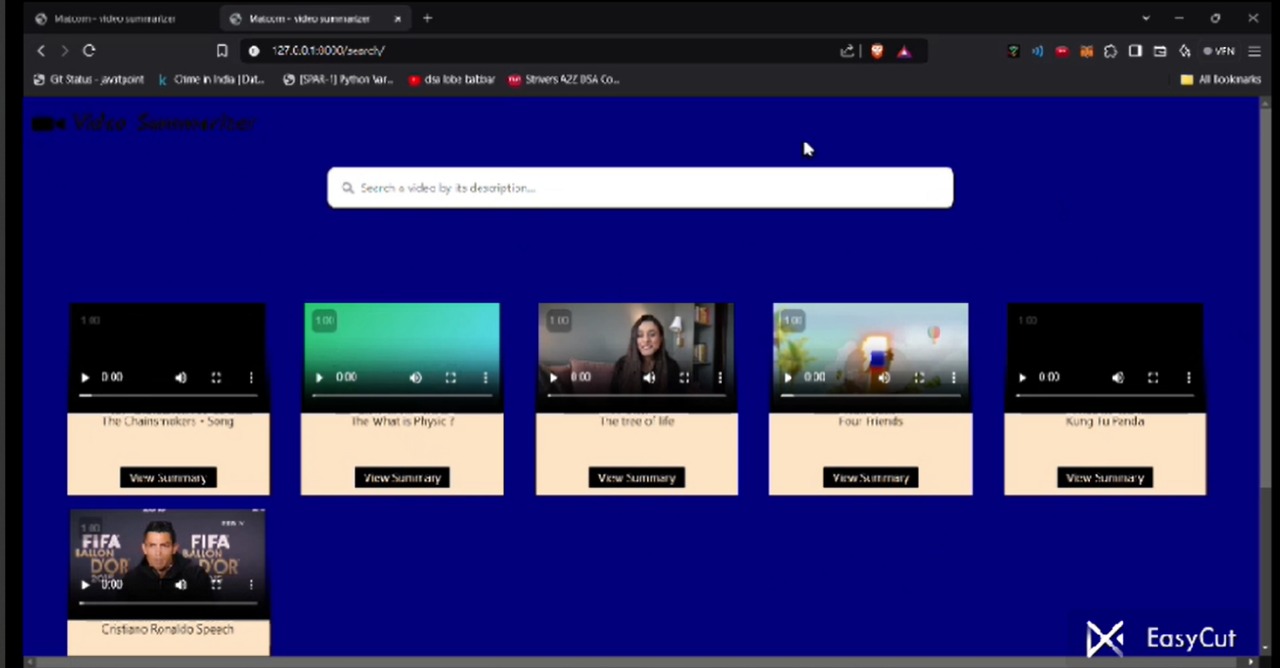 Matcom - video summarizer
Matcom - video summarizer
127.0.0.1:8000/search/
VPN
Git Status - javatpoint
Crime in India | Dat...
[SPAR-1] Python Var...
dsa lobe babbar
Strivers A2Z DSA Co...
All Bookmarks
Video Summarizer
Search a video by its description...
1.00
1.00
1.00
1.00
1.00
0:00
0:00
0:00
0:00
0:00
The Chainsmokers - Song
The What is Physic ?
The tree of life
Four Friends
Kung Fu Panda
View Summary
View Summary
View Summary
View Summary
View Summary
1.00
FIFA
FIFA
BALLON
BALLON
D'OR
D'OR
0:00
Cristiano Ronaldo Speech
EasyCut